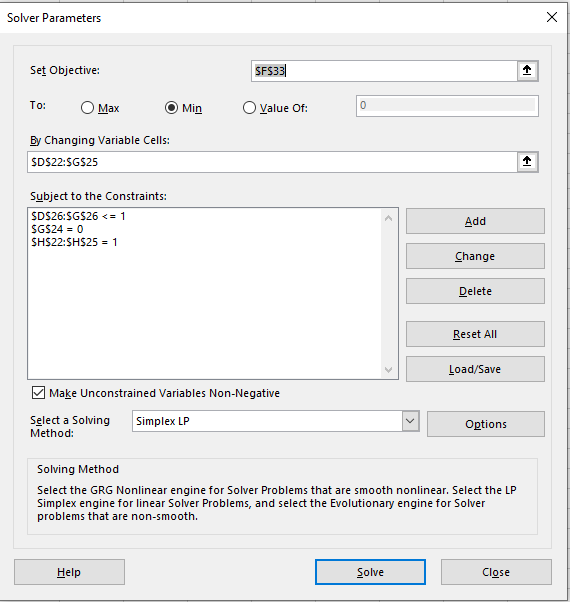 Solver Parameters
Set Objective:
$F$33
To:
Max
Min
Value Of:
0
By Changing Variable Cells:
$D$22:$G$25
Subject to the Constraints:
$D$26:$G$26 <= 1
$G$24 = 0
$H$22:$H$25 = 1
Add
Change
Delete
Reset All
Load/Save
Make Unconstrained Variables Non-Negative
Select a Solving
Method:
Simplex LP
Options
Solving Method
Select the GRG Nonlinear engine for Solver Problems that are smooth nonlinear. Select the LP
Simplex engine for linear Solver Problems, and select the Evolutionary engine for Solver
problems that are non-smooth.
Help
Solve
Close